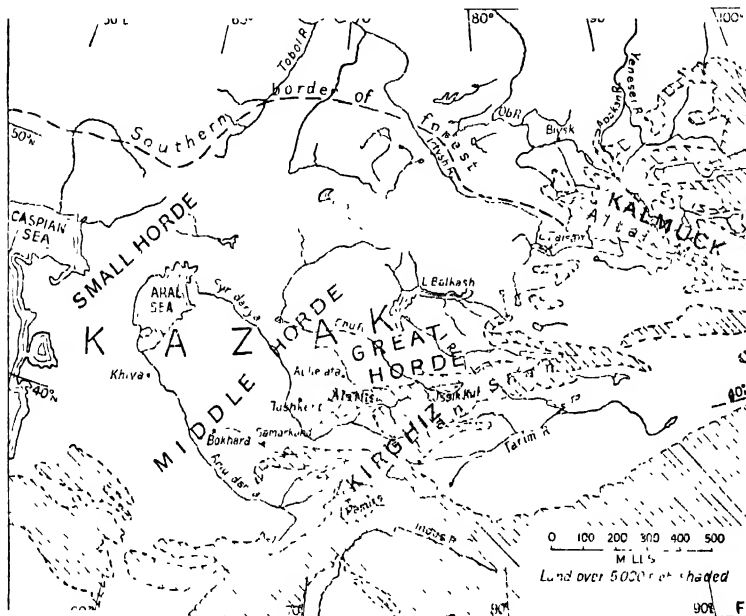 80°
100°
Tobol R
Yenesei R
Southern border of forest
50°N
Ob R
Biysk
CASPIAN SEA
SMALL HORDE
KALMUCK
Altai
ARAL SEA
Syr darya
L Balkash
KAZAK
MIDDLE HORDE
GREAT HORDE
Khiva
40°N
Tashkent
Issik Kul
Tian Shan
KIRGHIZ
Bokhara
Samarkand
Tarim R
Amu darya
Pamirs
Indus R
0 100 200 300 400 500
MILES
Land over 5000 feet shaded
90°